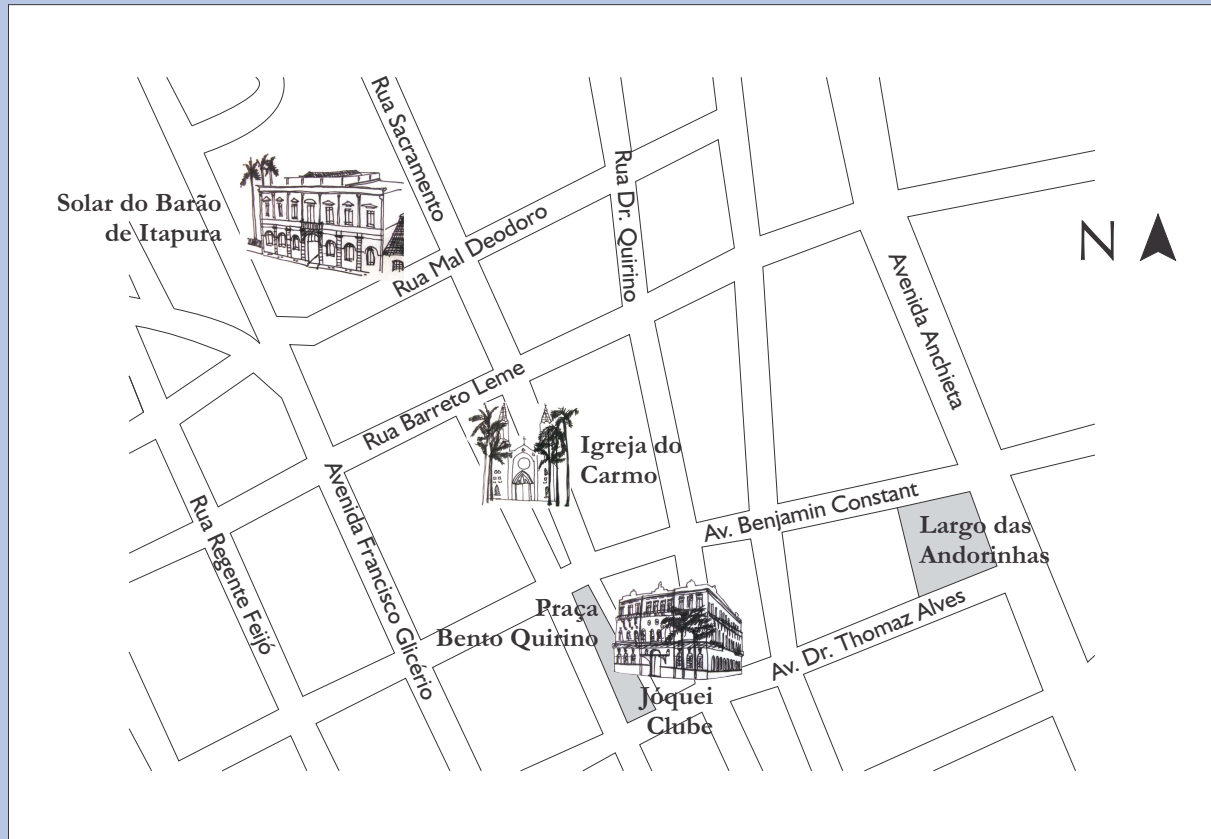 Rua Sacramento
Solar do Barão
de Itapura
Rua Mal Deodoro
Rua Dr. Quirino
N
Avenida Anchieta
Rua Barreto Leme
Igreja do
Carmo
Avenida Francisco Glicério
Rua Regente Feijó
Av. Benjamin Constant
Largo das
Andorinhas
Praça
Bento Quirino
Av. Dr. Thomaz Alves
Jóquei
Clube